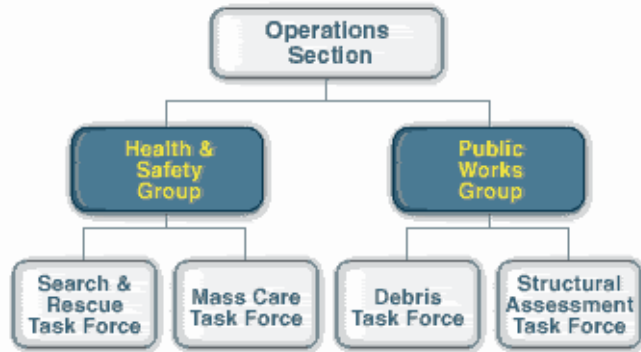 Operations
Section
Health &
Safety
Group
Public
Works
Group
Search &
Rescue
Task Force
Mass Care
Task Force
Debris
Task Force
Structural
Assessment
Task Force